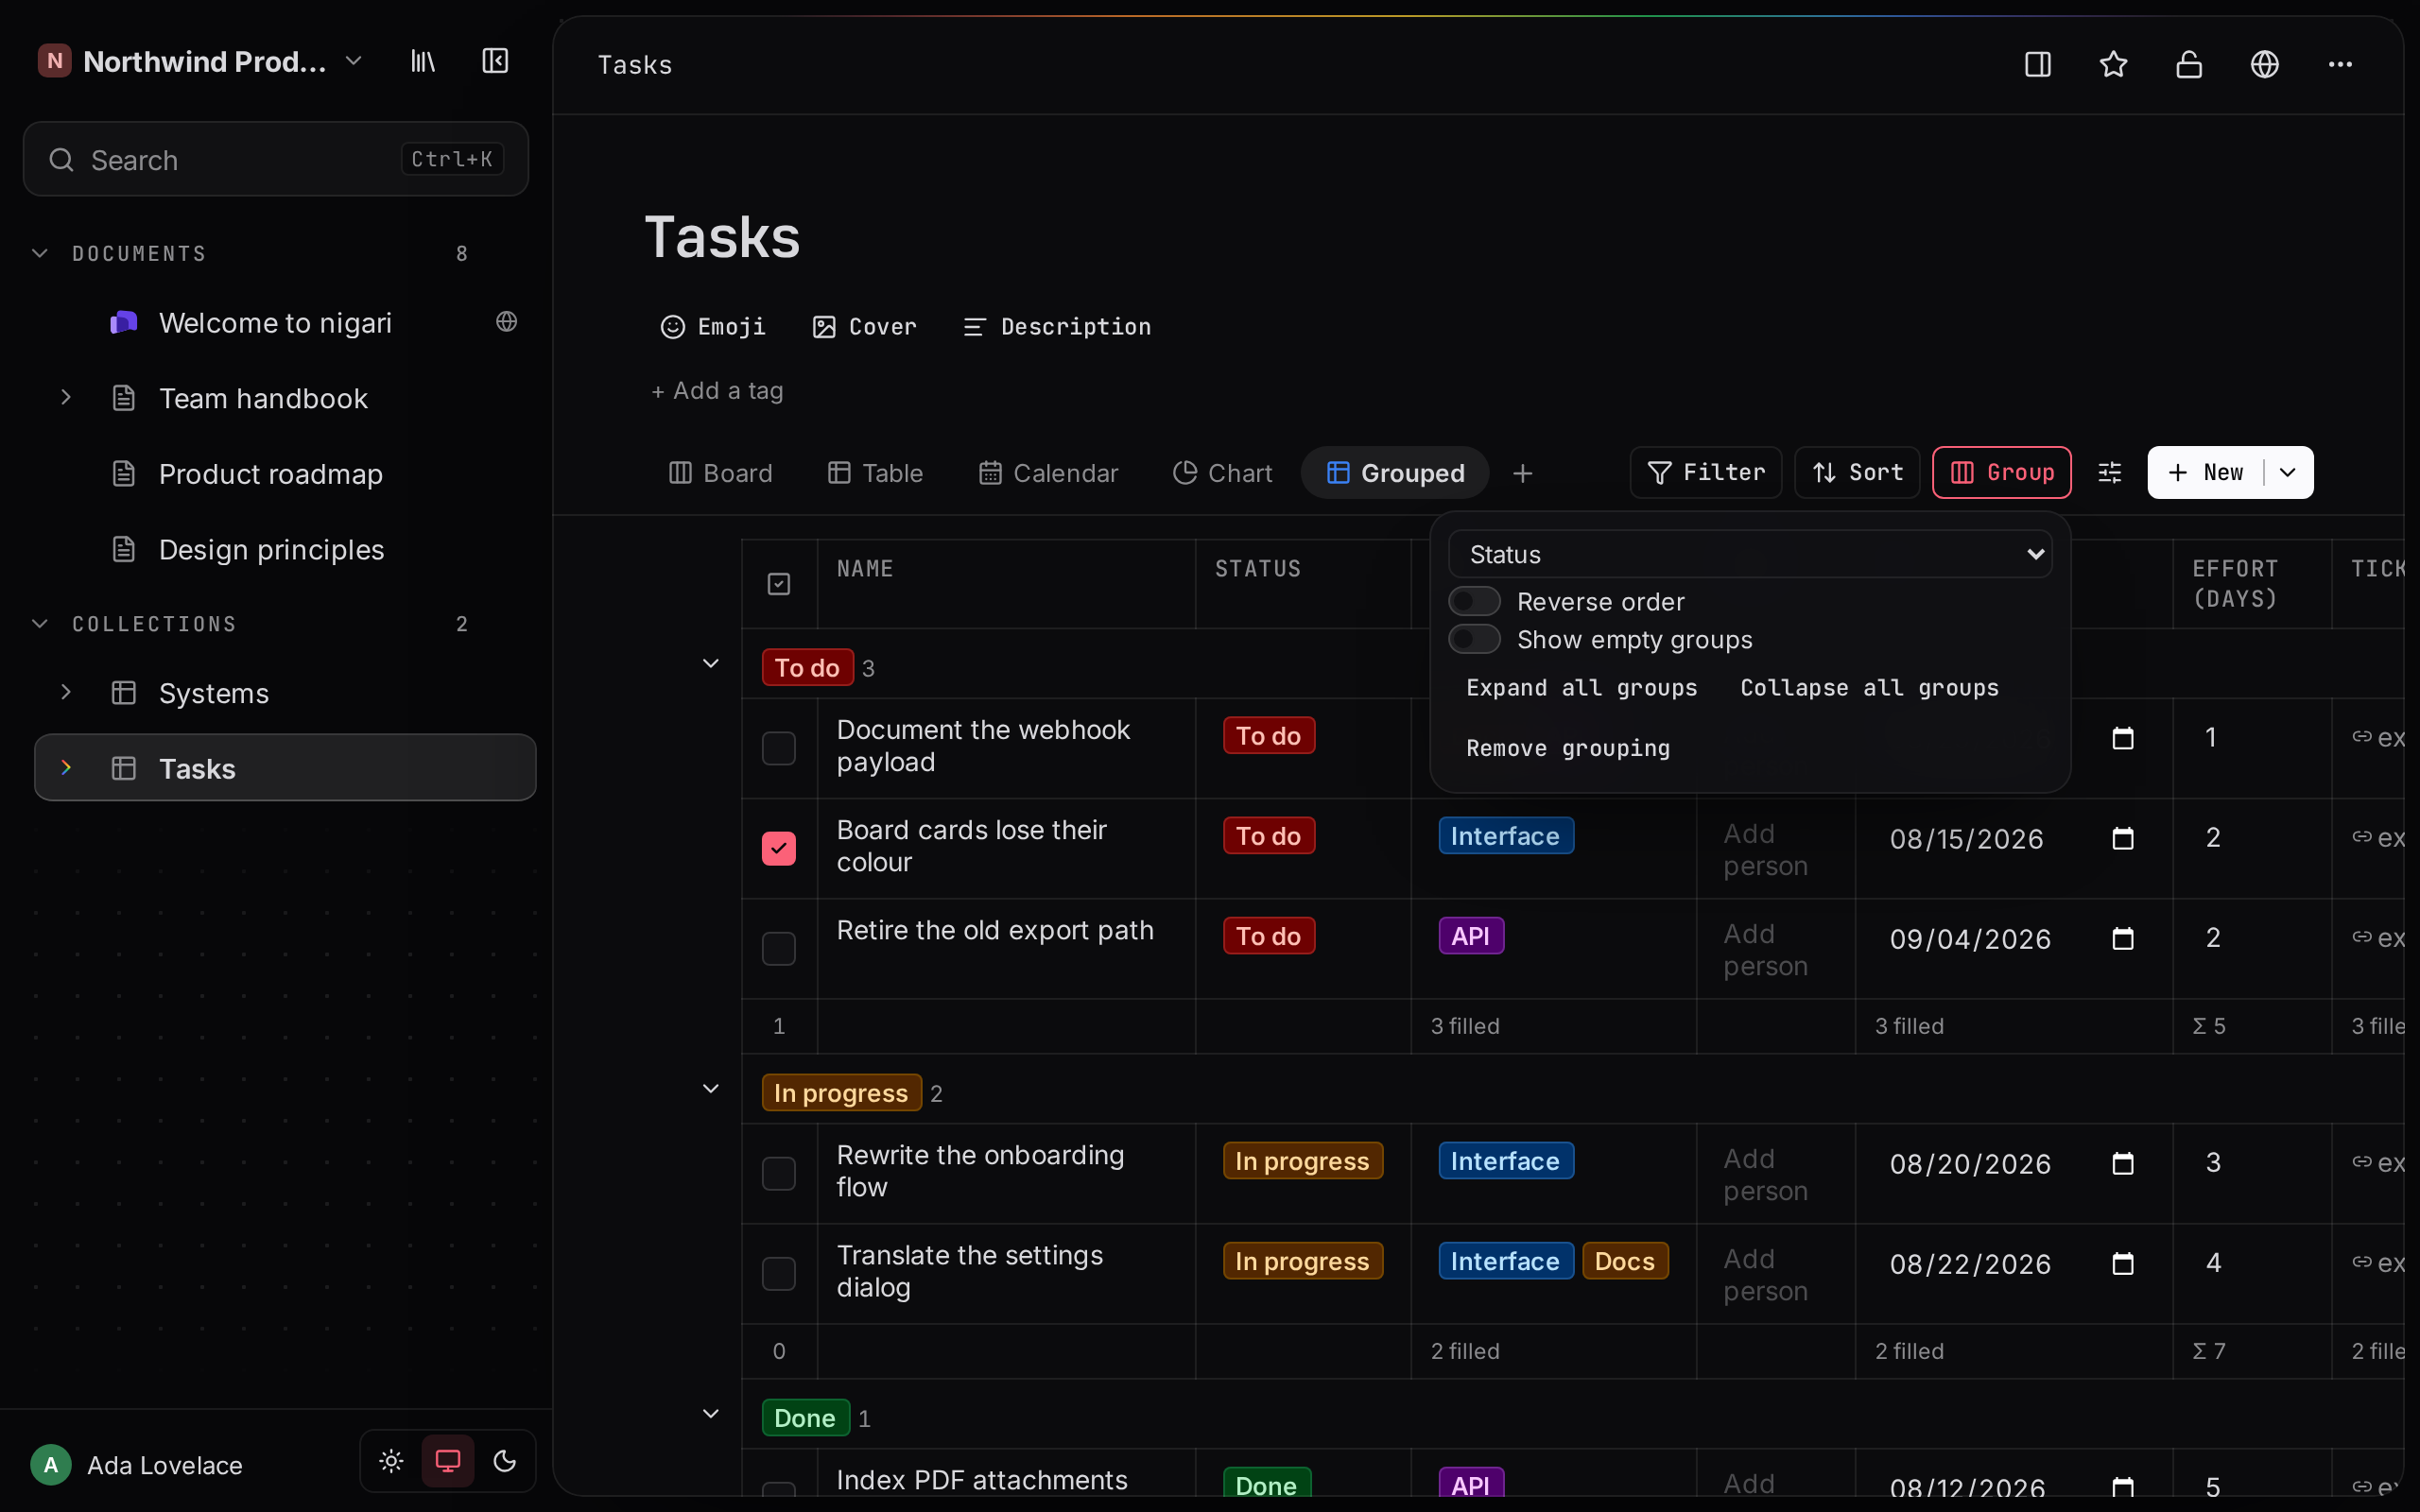 N Northwind Prod...
Search Ctrl+K
DOCUMENTS 8
Welcome to nigari
Team handbook
Product roadmap
Design principles
COLLECTIONS 2
Systems
Tasks
A Ada Lovelace
Tasks
Tasks
Emoji Cover Description
+ Add a tag
Board Table Calendar Chart Grouped
Filter Sort Group New
Status
Reverse order
Show empty groups
Expand all groups Collapse all groups
Remove grouping
NAME STATUS EFFORT
(DAYS)
To do 3
Document the webhook
payload
To do 1
Board cards lose their
colour
To do Interface Add
person
08/15/2026 2
Retire the old export path To do API Add
person
09/04/2026 2
1 3 filled 3 filled Σ 5
In progress 2
Rewrite the onboarding
flow
In progress Interface Add
person
08/20/2026 3
Translate the settings
dialog
In progress Interface Docs Add
person
08/22/2026 4
0 2 filled 2 filled Σ 7
Done 1
Index PDF attachments Done API Add 08/12/2026 5